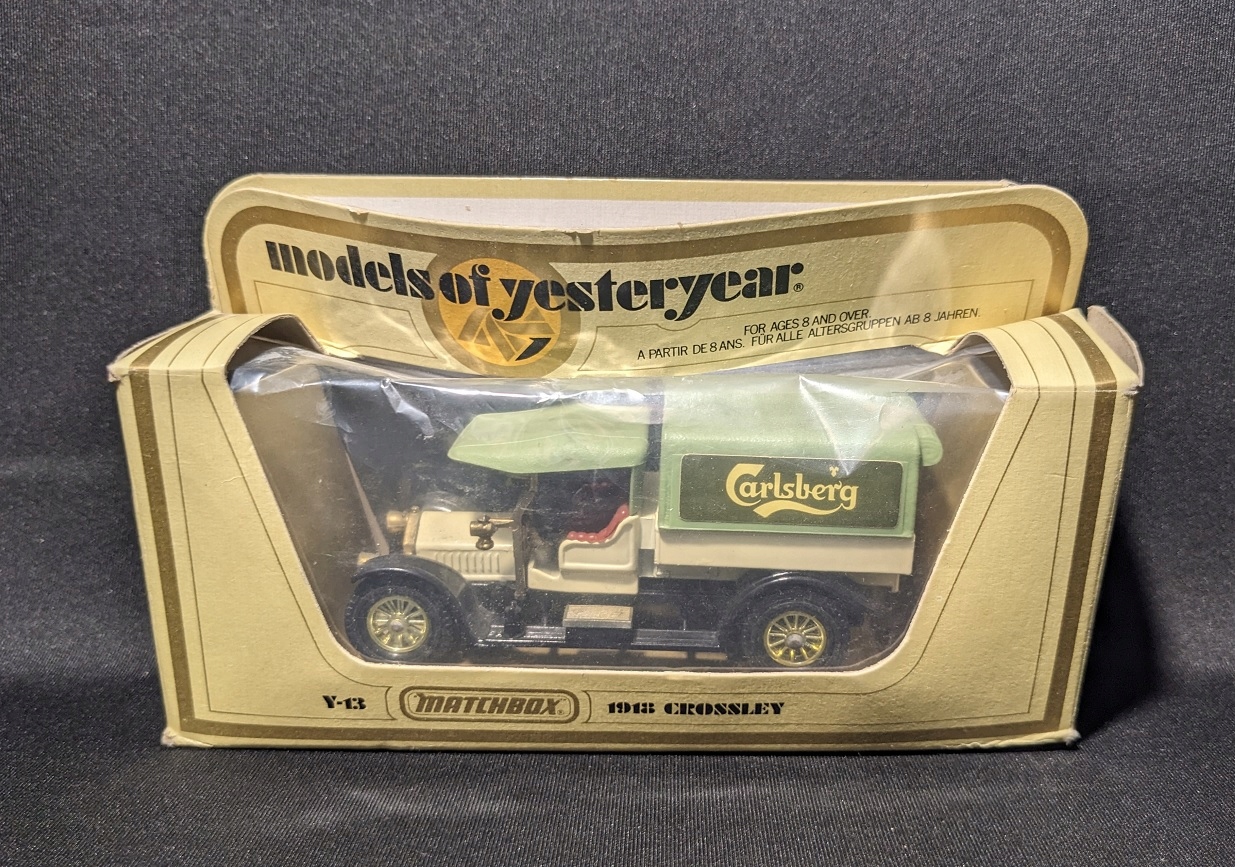 models of yesteryear®
FOR AGES 8 AND OVER.
A PARTIR DE 8 ANS. FÜR ALLE ALTERSGRUPPEN AB 8 JAHREN.
Carlsberg
Y-13 MATCHBOX® 1918 CROSSLEY